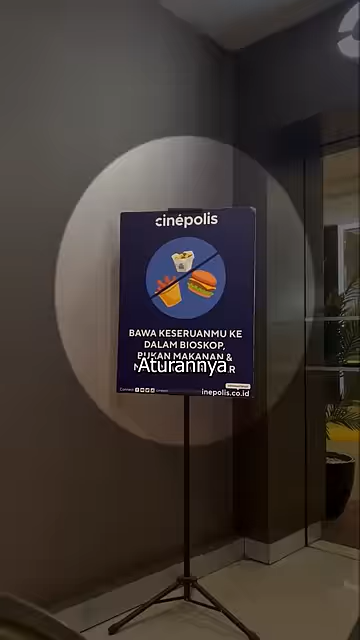 cinépolis
BAWA KESERUANMU KE
DALAM BIOSKOP,
BUKAN MAKANAN &
Aturannya
inepolis.co.id